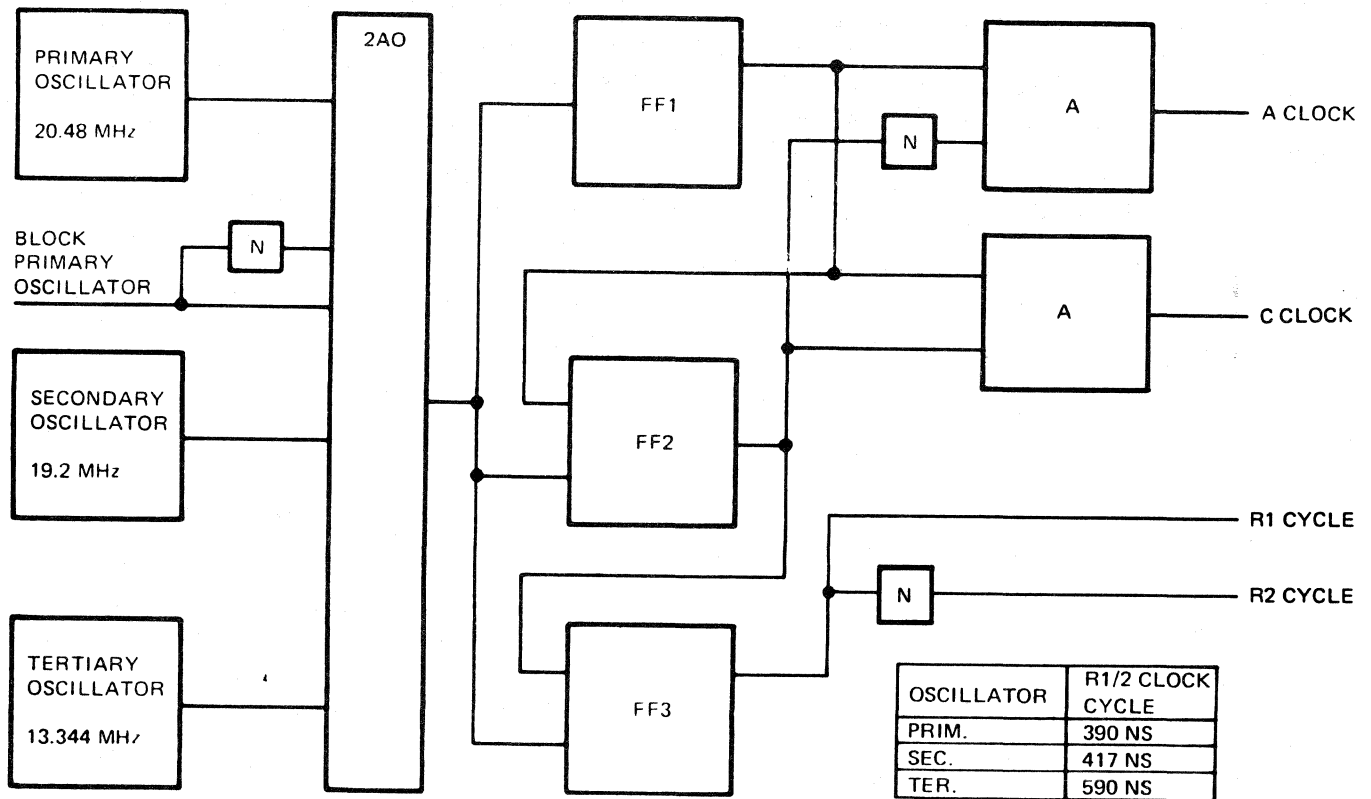 PRIMARY
OSCILLATOR
20.48 MHz
BLOCK
PRIMARY
OSCILLATOR
N
SECONDARY
OSCILLATOR
19.2 MHz
TERTIARY
OSCILLATOR
13.344 MHz
2AO
FF1
FF2
FF3
N
A
A CLOCK
A
C CLOCK
R1 CYCLE
N
R2 CYCLE
OSCILLATOR R1/2 CLOCK
CYCLE
PRIM. 390 NS
SEC. 417 NS
TER. 590 NS